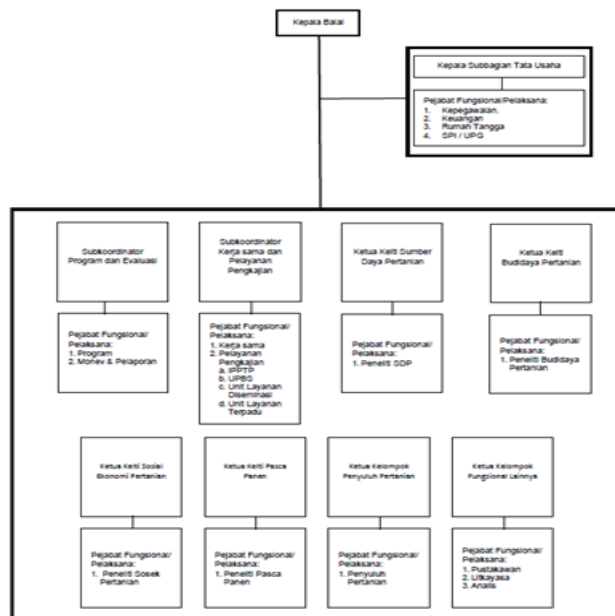 Kepala Balai
Kepala Subbagian Tata Usaha
Pejabat Fungsional/Pelaksana:
1. Kepegawaian.
2. Keuangan
3. Rumah Tangga
4. SPI / UPG
Subkoordinator
Program dan Evaluasi
Pejabat Fungsional/
Pelaksana:
1. Program
2. Monev & Pelaporan
Subkoordinator
Kerja sama dan
Pelayanan
Pengkajian
Pejabat Fungsional/
Pelaksana:
1. Kerja sama
2. Pelayanan
Pengkajian
a. IPPTP
b. UPBS
c. Unit Layanan
Diseminasi
d. Unit Layanan
Terpadu
Ketua Kelti Sumber
Daya Pertanian
Pejabat Fungsional/
Pelaksana:
1. Peneliti SDP
Ketua Kelti
Budidaya Pertanian
Pejabat Fungsional/
Pelaksana:
1. Peneliti Budidaya
Pertanian
Ketua Kelti Sosial
Ekonomi Pertanian
Pejabat Fungsional/
Pelaksana:
1. Peneliti Sosek
Pertanian
Ketua Kelti Pasca
Panen
Pejabat Fungsional/
Pelaksana:
1. Peneliti Pasca
Panen
Ketua Kelompok
Penyuluh Pertanian
Pejabat Fungsional/
Pelaksana:
1. Penyuluh
Pertanian
Ketua Kelompok
Fungsional Lainnya
Pejabat Fungsional/
Pelaksana:
1. Pustakawan
2. Litkayasa
3. Analis